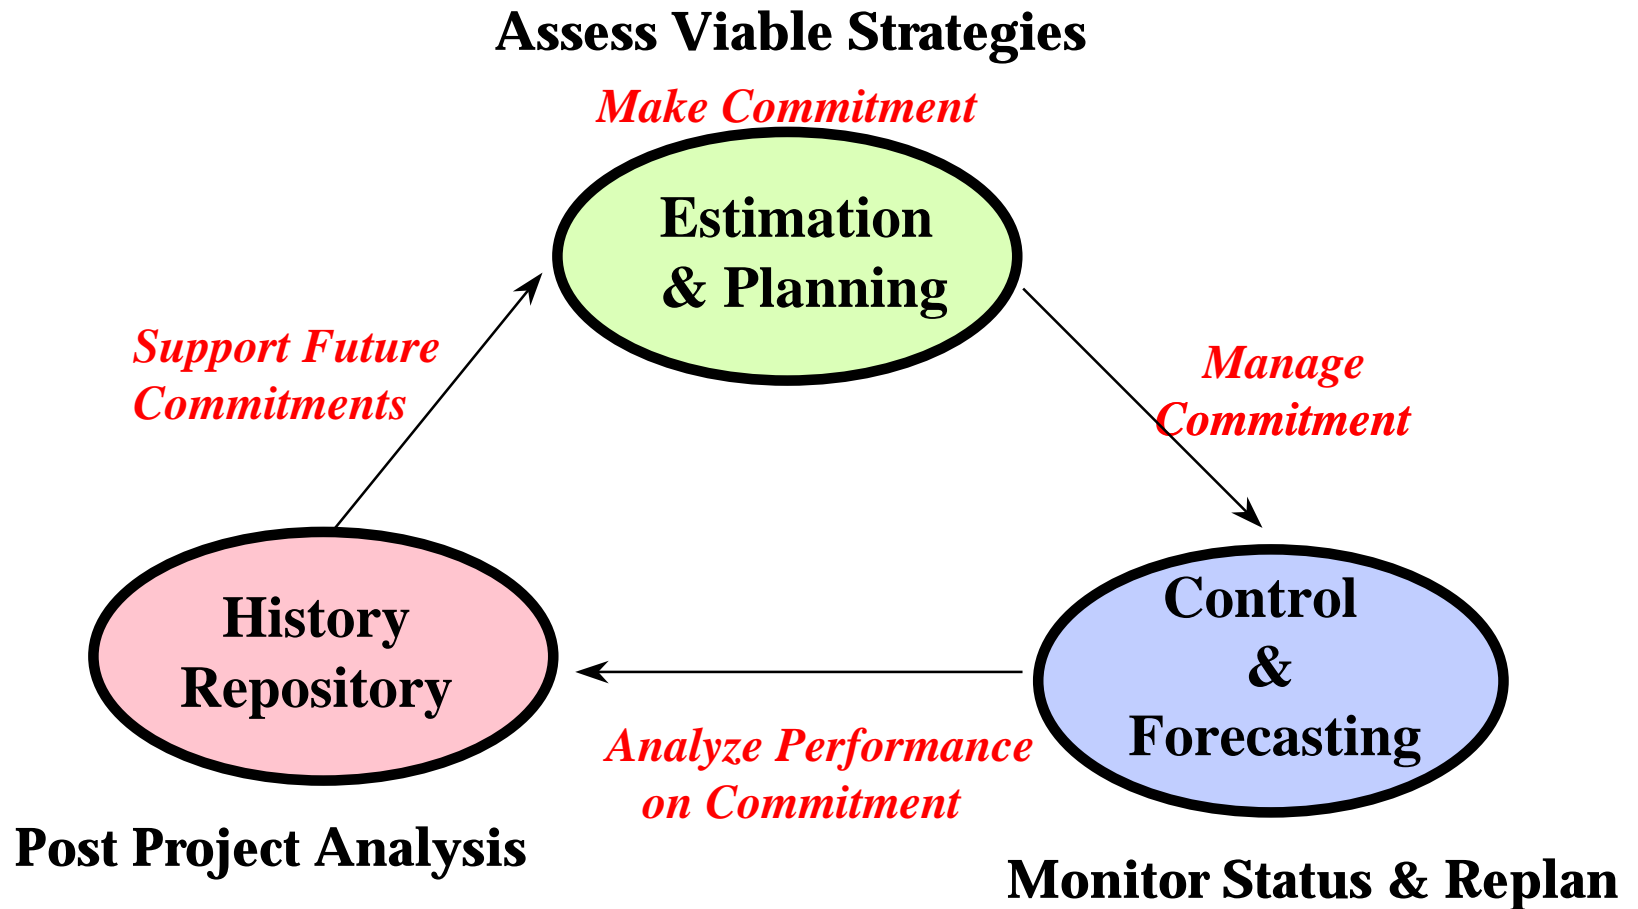 Assess Viable Strategies
Make Commitment
Estimation
& Planning
Support Future
Commitments
Manage
Commitment
History
Repository
Control
&
Forecasting
Analyze Performance
on Commitment
Post Project Analysis
Monitor Status & Replan